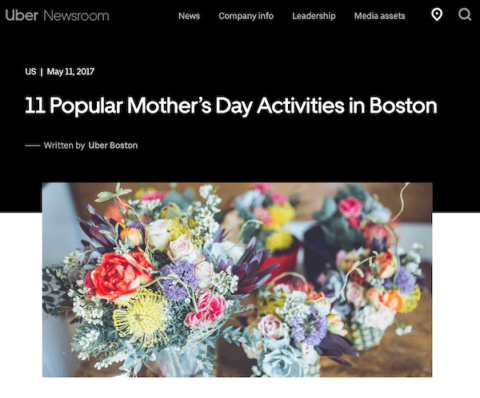 Uber Newsroom News Company info Leadership Media assets
US | May 11, 2017
11 Popular Mother's Day Activities in Boston
Written by Uber Boston